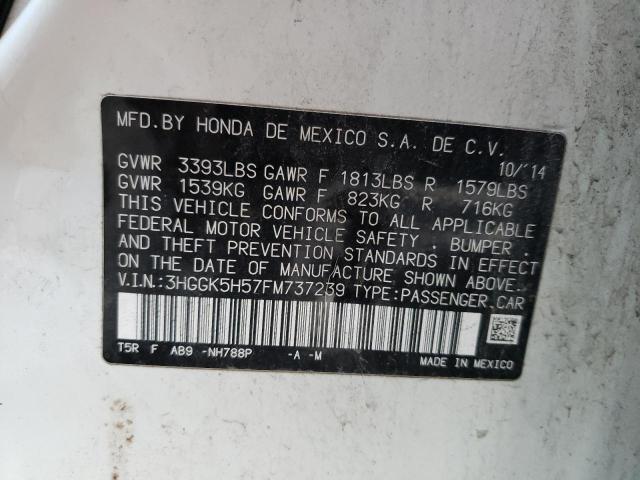 MFD.BY HONDA DE MEXICO S.A. DE C.V.
10/'14
GVWR 3393LBS GAWR F 1813LBS R 1579LBS
GVWR 1539KG GAWR F 823KG R 716KG
THIS VEHICLE CONFORMS TO ALL APPLICABLE
FEDERAL MOTOR VEHICLE SAFETY , BUMPER ,
AND THEFT PREVENTION STANDARDS IN EFFECT
ON THE DATE OF MANUFACTURE SHOWN ABOVE.
V.I.N.:3HGGK5H57FM737239 TYPE:PASSENGER CAR
T5R F AB9 -NH788P -A -M
MADE IN MEXICO